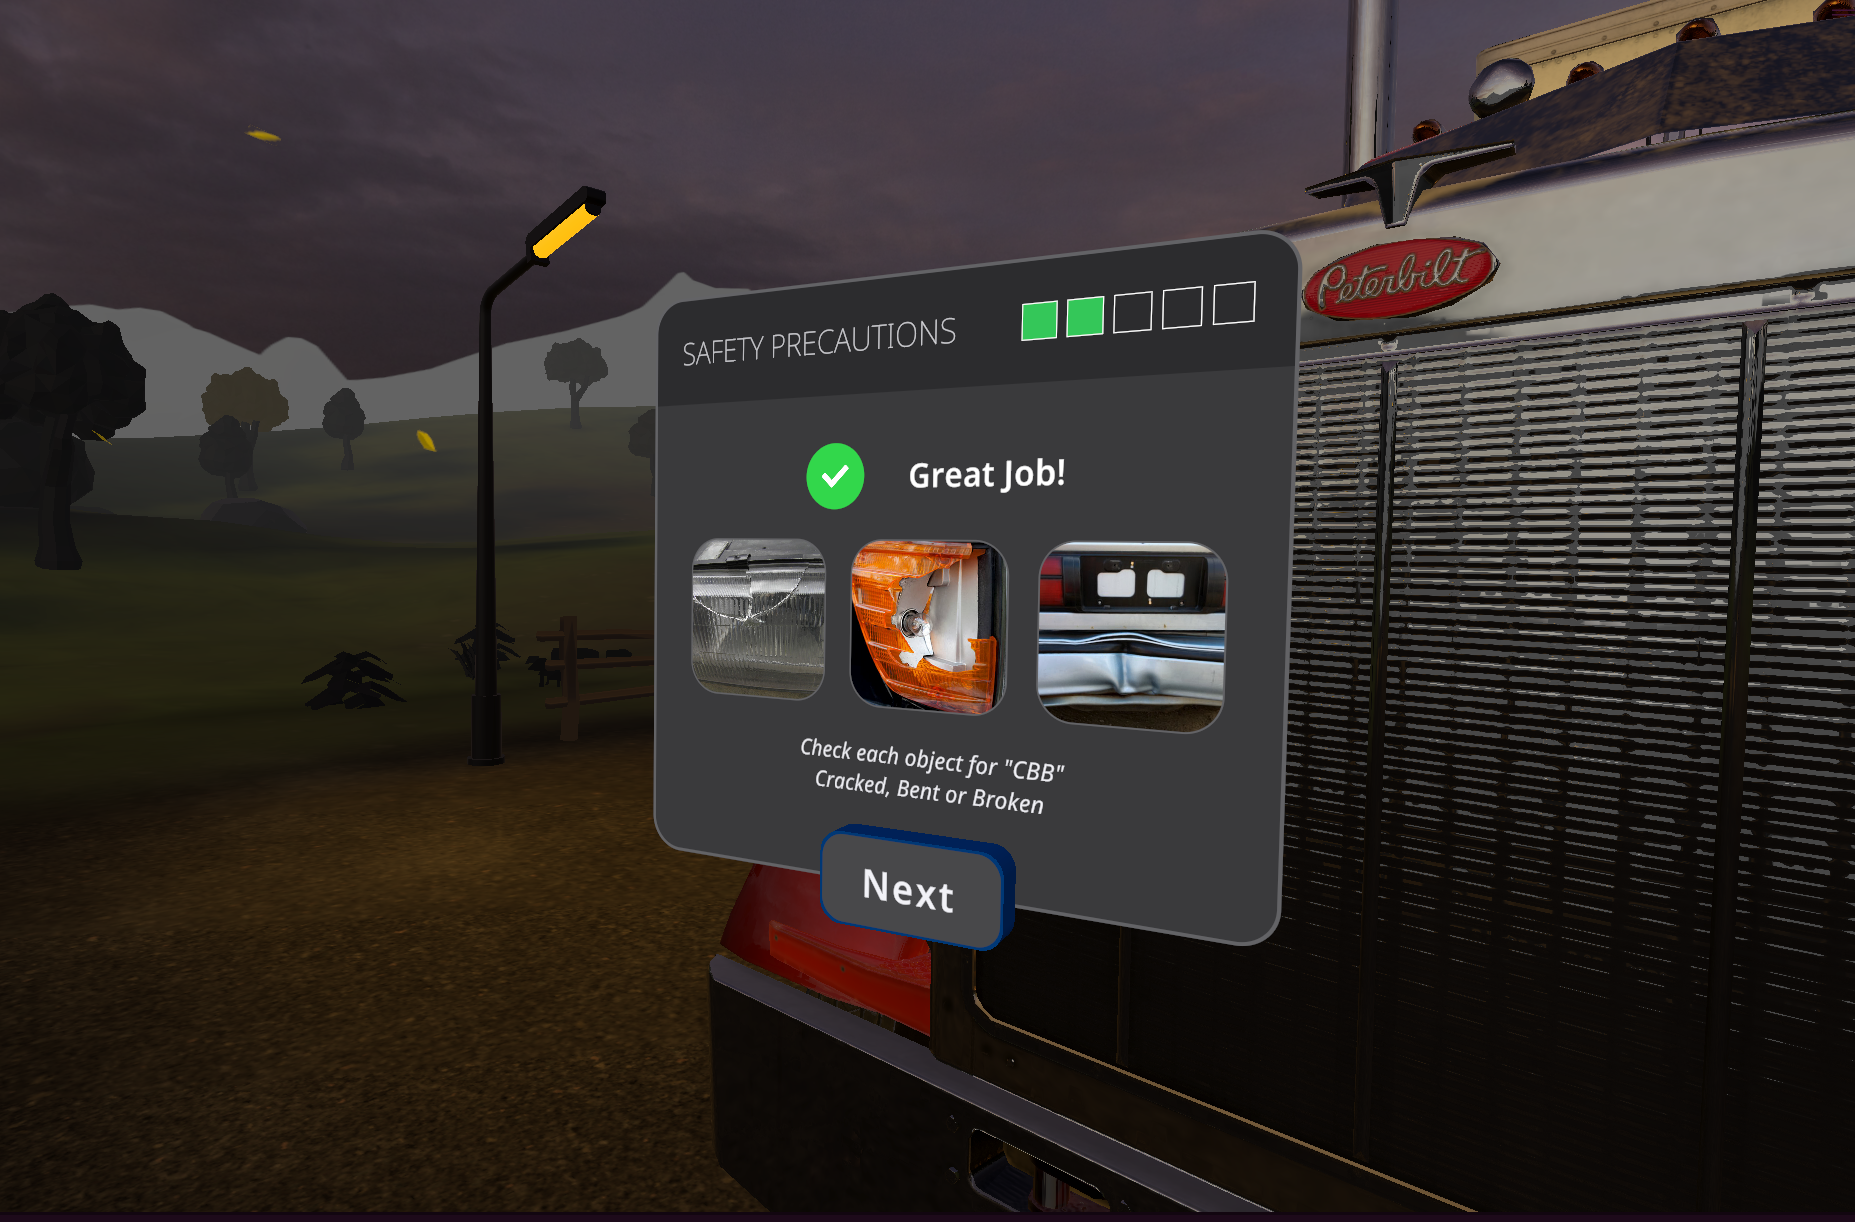 Peterbilt
SAFETY PRECAUTIONS
Great Job!
Check each object for "CBB"
Cracked, Bent or Broken
Next